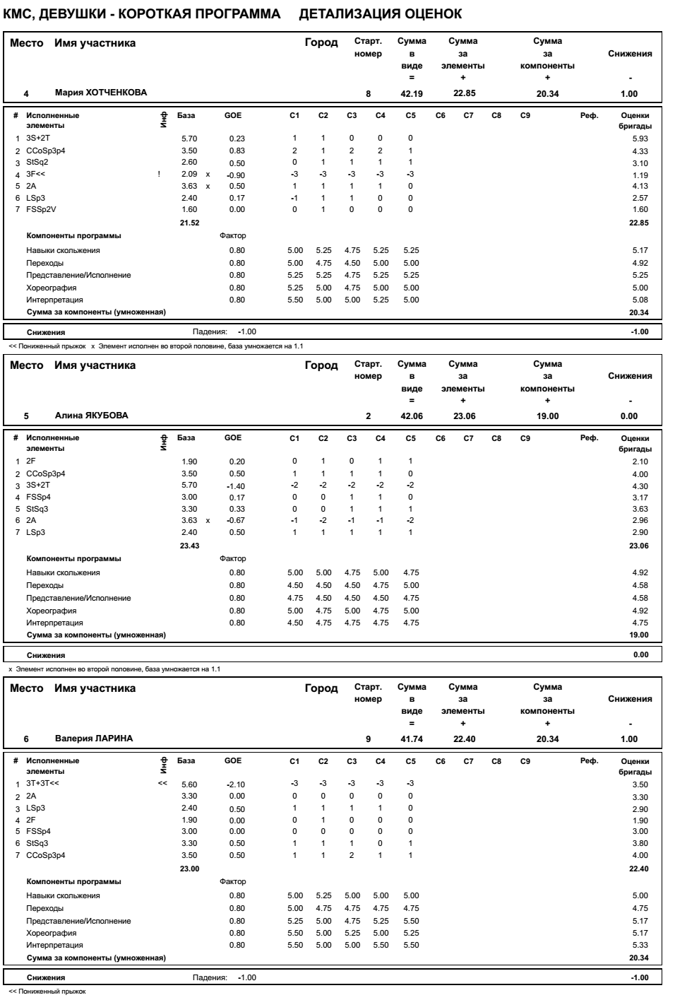 КМС, ДЕВУШКИ - КОРОТКАЯ ПРОГРАММА ДЕТАЛИЗАЦИЯ ОЦЕНОК
Место Имя участника Город Старт. номер Сумма в виде = Сумма за элементы + Сумма за компоненты + Снижения -
4 Мария ХОТЧЕНКОВА 8 42.19 22.85 20.34 1.00
# Исполненные элементы Инф База GOE C1 C2 C3 C4 C5 C6 C7 C8 C9 Реф. Оценки бригады
1 3S+2T 5.70 0.23 1 1 0 0 0 5.93
2 CCoSp3p4 3.50 0.83 2 1 2 2 1 4.33
3 StSq2 2.60 0.50 0 1 1 1 1 3.10
4 3F<< ! 2.09 x -0.90 -3 -3 -3 -3 -3 1.19
5 2A 3.63 x 0.50 1 1 1 1 0 4.13
6 LSp3 2.40 0.17 -1 1 1 0 0 2.57
7 FSSp2V 1.60 0.00 0 1 0 0 0 1.60
21.52 22.85
Компоненты программы Фактор
Навыки скольжения 0.80 5.00 5.25 4.75 5.25 5.25 5.17
Переходы 0.80 5.00 4.75 4.50 5.00 5.00 4.92
Представление/Исполнение 0.80 5.25 5.25 4.75 5.25 5.25 5.25
Хореография 0.80 5.25 5.00 4.75 5.00 5.00 5.00
Интерпретация 0.80 5.50 5.00 5.00 5.25 5.00 5.08
Сумма за компоненты (умноженная) 20.34
Снижения Падения: -1.00 -1.00
<< Пониженный прыжок x Элемент исполнен во второй половине, база умножается на 1.1
Место Имя участника Город Старт. номер Сумма в виде = Сумма за элементы + Сумма за компоненты + Снижения -
5 Алина ЯКУБОВА 2 42.06 23.06 19.00 0.00
# Исполненные элементы Инф База GOE C1 C2 C3 C4 C5 C6 C7 C8 C9 Реф. Оценки бригады
1 2F 1.90 0.20 0 1 0 1 1 2.10
2 CCoSp3p4 3.50 0.50 1 1 1 1 0 4.00
3 3S+2T 5.70 -1.40 -2 -2 -2 -2 -2 4.30
4 FSSp4 3.00 0.17 0 0 1 1 0 3.17
5 StSq3 3.30 0.33 0 0 1 1 1 3.63
6 2A 3.63 x -0.67 -1 -2 -1 -1 -2 2.96
7 LSp3 2.40 0.50 1 1 1 1 1 2.90
23.43 23.06
Компоненты программы Фактор
Навыки скольжения 0.80 5.00 5.00 4.75 5.00 4.75 4.92
Переходы 0.80 4.50 4.50 4.50 4.75 5.00 4.58
Представление/Исполнение 0.80 4.75 4.50 4.50 4.50 4.75 4.58
Хореография 0.80 5.00 4.75 5.00 4.75 5.00 4.92
Интерпретация 0.80 4.50 4.75 4.75 4.75 4.75 4.75
Сумма за компоненты (умноженная) 19.00
Снижения 0.00
x Элемент исполнен во второй половине, база умножается на 1.1
Место Имя участника Город Старт. номер Сумма в виде = Сумма за элементы + Сумма за компоненты + Снижения -
6 Валерия ЛАРИНА 9 41.74 22.40 20.34 1.00
# Исполненные элементы Инф База GOE C1 C2 C3 C4 C5 C6 C7 C8 C9 Реф. Оценки бригады
1 3T+3T<< << 5.60 -2.10 -3 -3 -3 -3 -3 3.50
2 2A 3.30 0.00 0 0 0 0 0 3.30
3 LSp3 2.40 0.50 1 1 1 1 0 2.90
4 2F 1.90 0.00 0 1 0 0 0 1.90
5 FSSp4 3.00 0.00 0 0 0 0 0 3.00
6 StSq3 3.30 0.50 1 1 1 0 1 3.80
7 CCoSp3p4 3.50 0.50 1 1 2 1 1 4.00
23.00 22.40
Компоненты программы Фактор
Навыки скольжения 0.80 5.00 5.25 5.00 5.00 5.00 5.00
Переходы 0.80 5.00 4.75 4.75 4.75 4.75 4.75
Представление/Исполнение 0.80 5.25 5.00 4.75 5.25 5.50 5.17
Хореография 0.80 5.50 5.00 5.25 5.00 5.25 5.17
Интерпретация 0.80 5.50 5.00 5.00 5.50 5.50 5.33
Сумма за компоненты (умноженная) 20.34
Снижения Падения: -1.00 -1.00
<< Пониженный прыжок